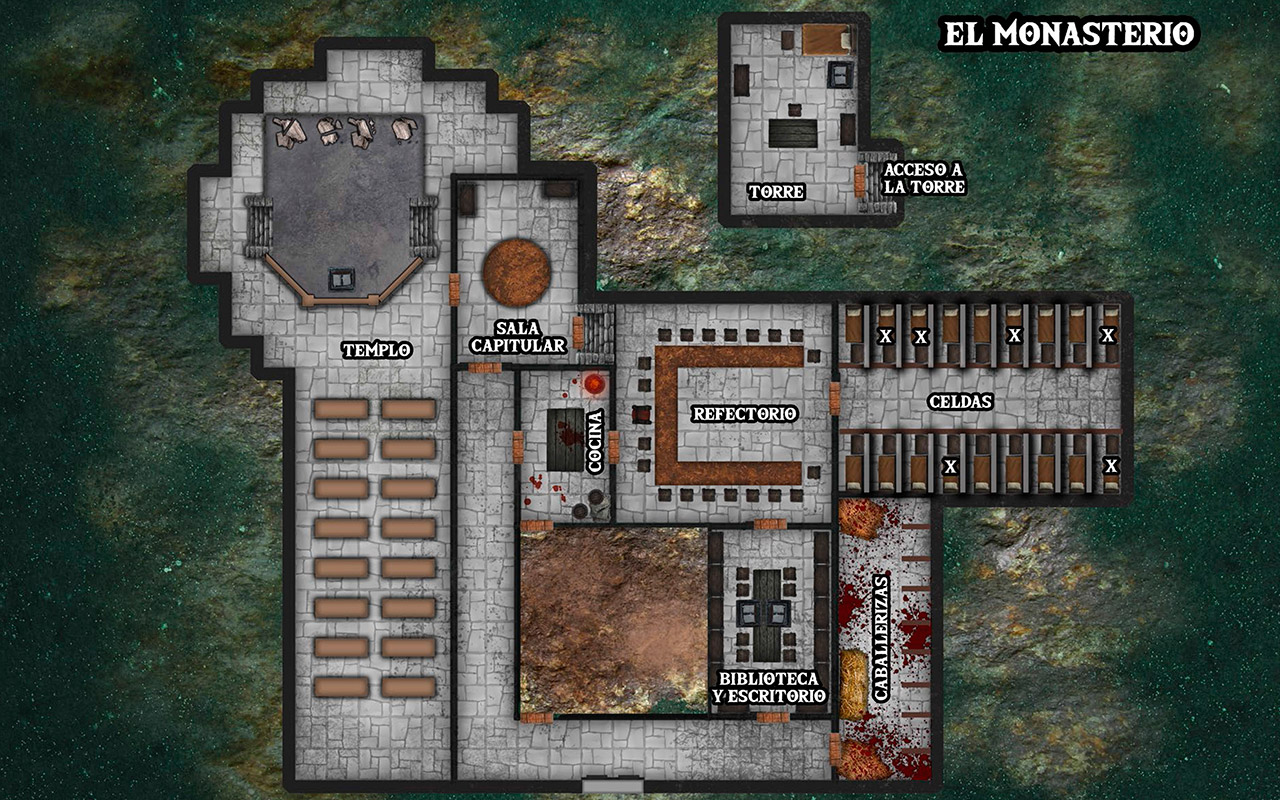 EL MONASTERIO
ACCESO A
LA TORRE
TORRE
SALA
CAPITULAR
TEMPLO
X
X
X
X
CELDAS
REFECTORIO
COCINA
X
X
CABALLERIZAS
BIBLIOTECA
Y ESCRITORIO